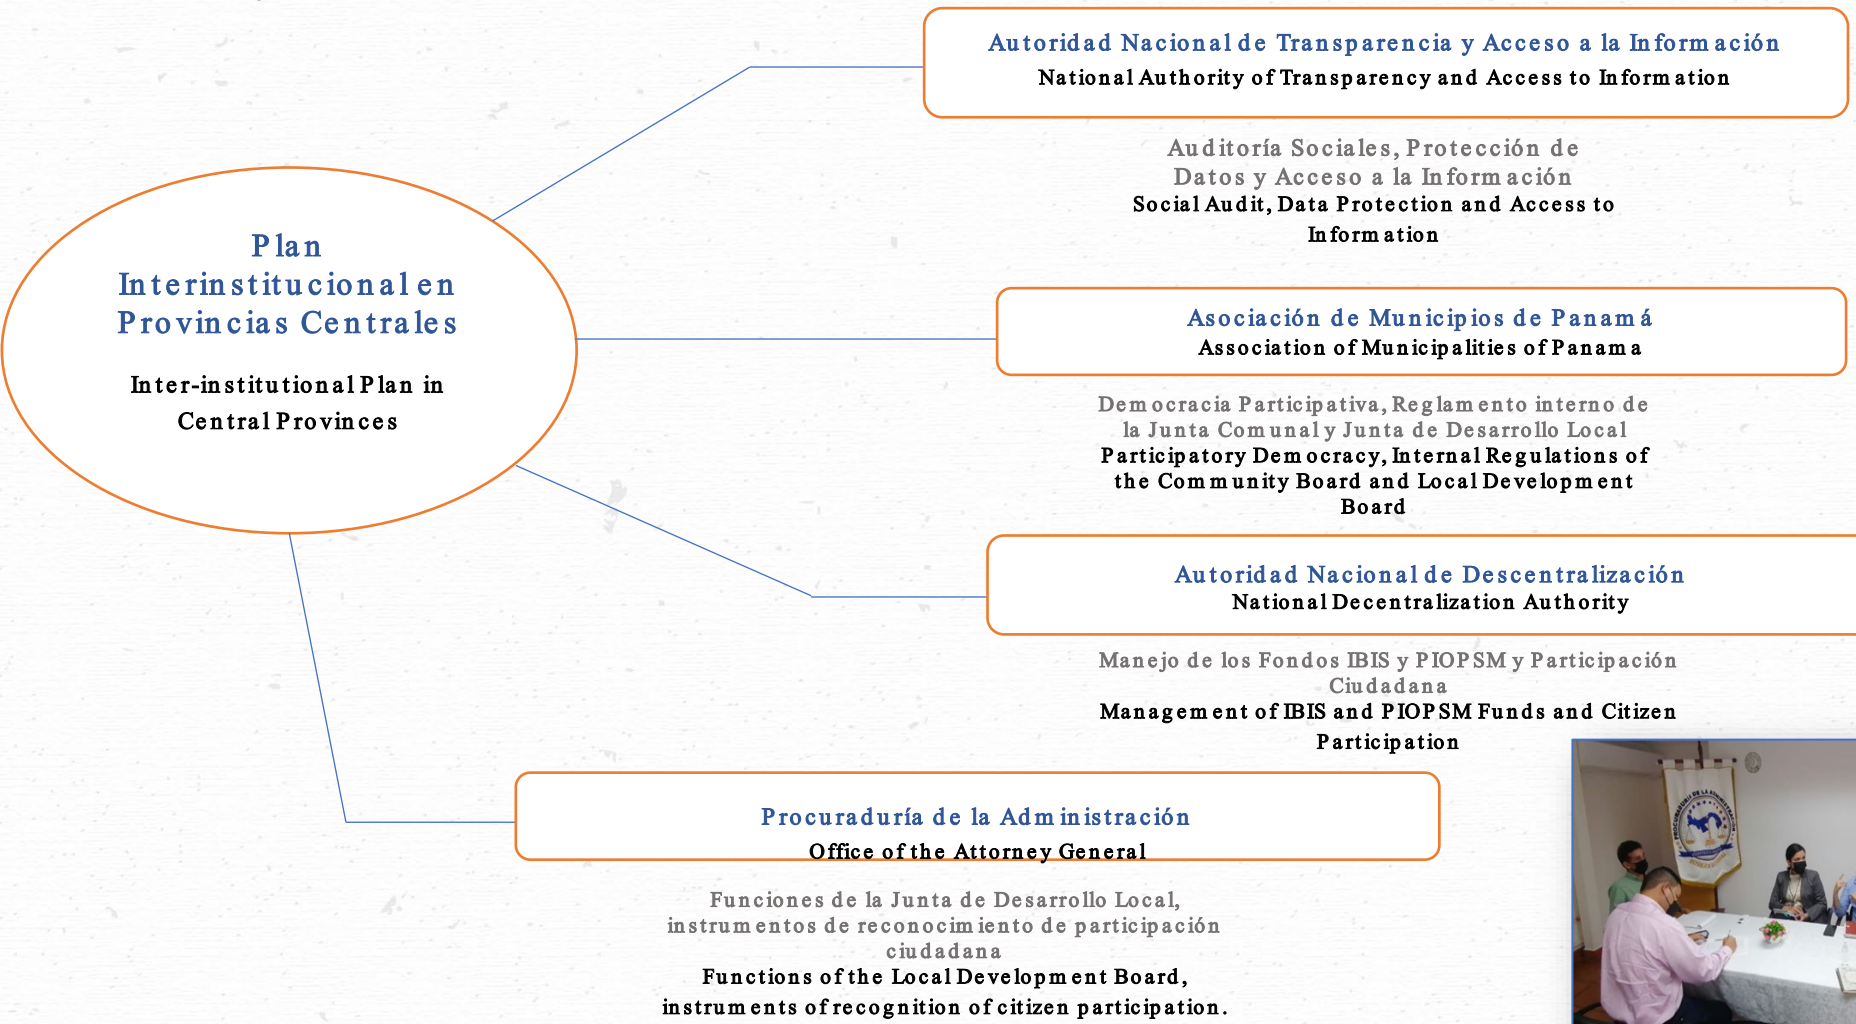 Plan
Interinstitucional en
Provincias Centrales
Inter-institutional Plan in
Central Provinces
Autoridad Nacional de Transparencia y Acceso a la Información
National Authority of Transparency and Access to Information
Auditoría Sociales, Protección de
Datos y Acceso a la Información
Social Audit, Data Protection and Access to
Information
Asociación de Municipios de Panamá
Association of Municipalities of Panama
Democracia Participativa, Reglamento interno de
la Junta Comunal y Junta de Desarrollo Local
Participatory Democracy, Internal Regulations of
the Community Board and Local Development
Board
Autoridad Nacional de Descentralización
National Decentralization Authority
Manejo de los Fondos IBIS y PIOPSM y Participación
Ciudadana
Management of IBIS and PIOPSM Funds and Citizen
Participation
Procuraduría de la Administración
Office of the Attorney General
Funciones de la Junta de Desarrollo Local,
instrumentos de reconocimiento de participación
ciudadana
Functions of the Local Development Board,
instruments of recognition of citizen participation.
PROCURADURÍA DE LA ADMINISTRACIÓN